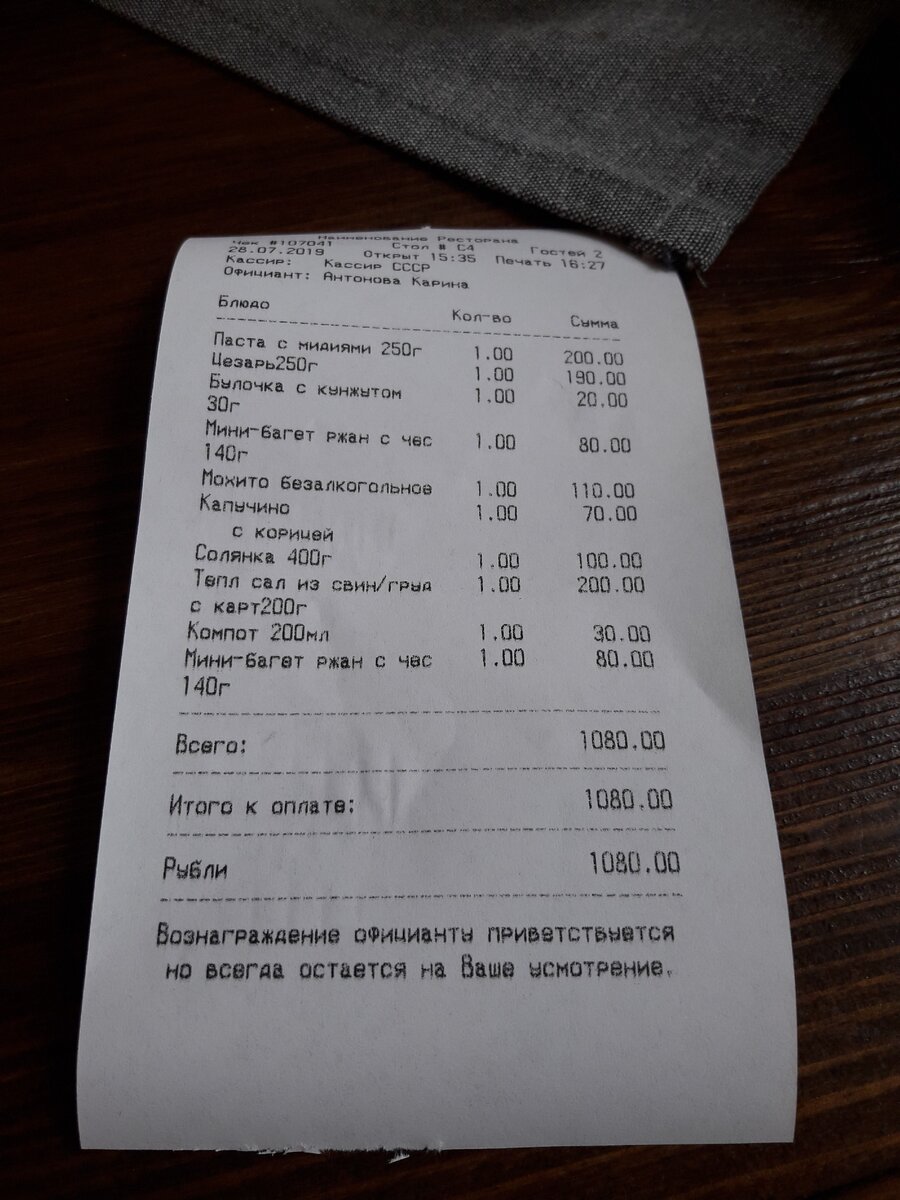 Наименование Ресторана
Чек #107041 Стол # C4 Гостей 2
28.07.2019 Открыт 15:35 Печать 16:27
Кассир: Кассир СССР
Официант: Антонова Карина
Блюдо Кол-во Сумма
Паста с мидиями 250г 1.00 200.00
Цезарь250г 1.00 190.00
Булочка с кунжутом 1.00 20.00
30г
Мини-багет ржан с чес 1.00 80.00
140г
Мохито безалкогольное 1.00 110.00
Капучино 1.00 70.00
с корицей
Солянка 400г 1.00 100.00
Тепл сал из свин/груд 1.00 200.00
с карт200г
Компот 200мл 1.00 30.00
Мини-багет ржан с чес 1.00 80.00
140г
Всего: 1080.00
Итого к оплате: 1080.00
Рубли 1080.00
Вознаграждение официанту приветствуется
но всегда остается на Ваше усмотрение.